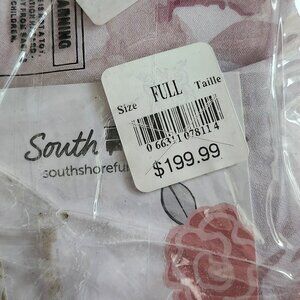 WARNING
Size FULL Taille
0 66311 07811 4
$199.99
South
southshorefu